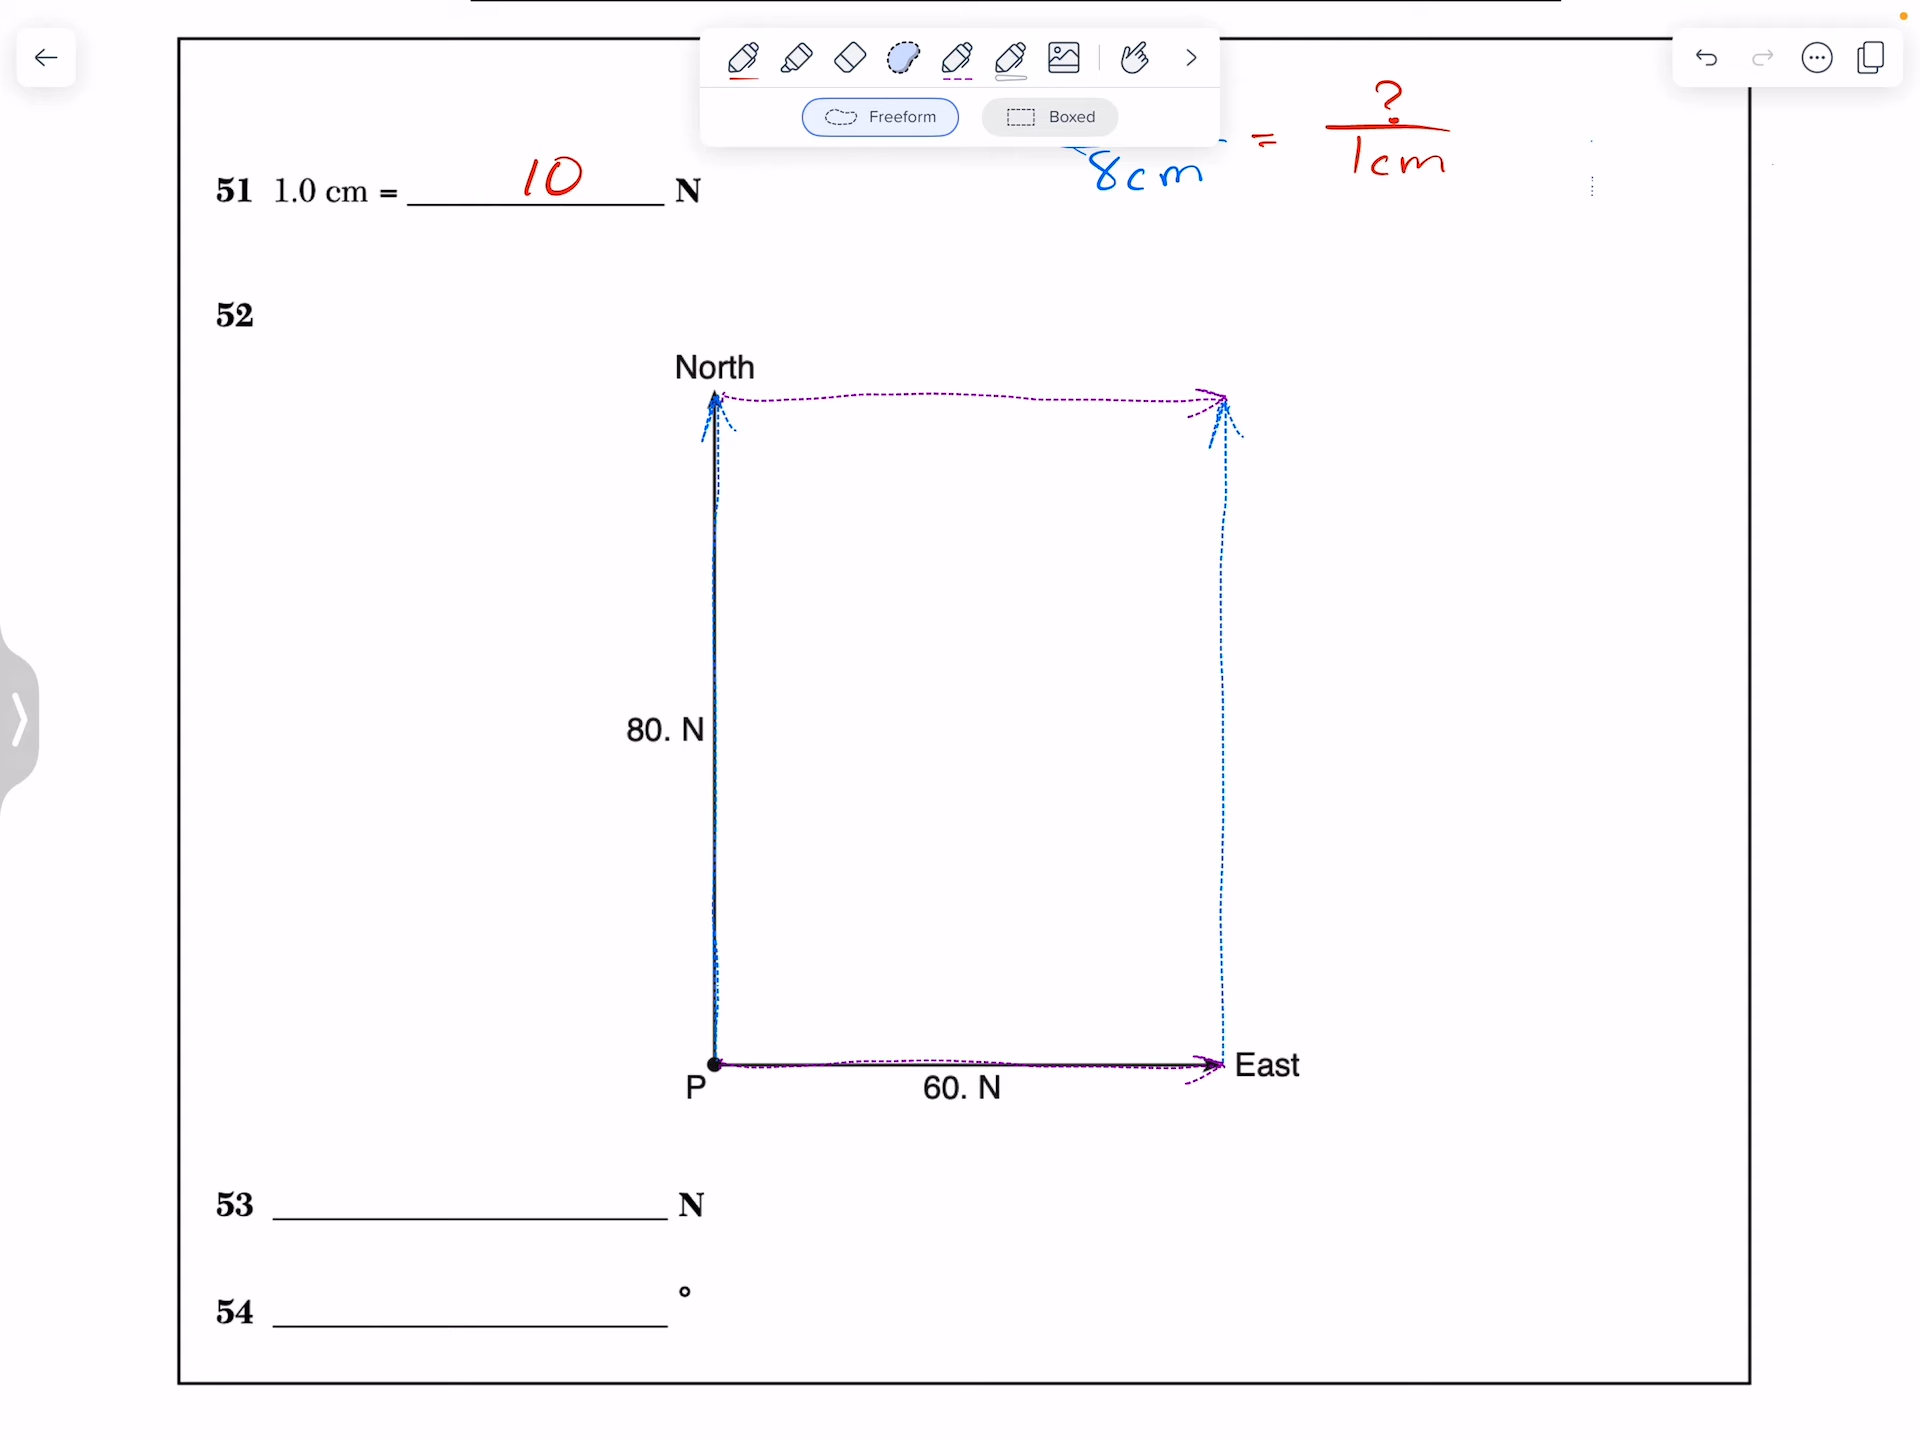 Freeform Boxed
?
8cm = 1cm
51 1.0 cm = 10 N
52
North
80. N
P
60. N
East
53 N
54 °